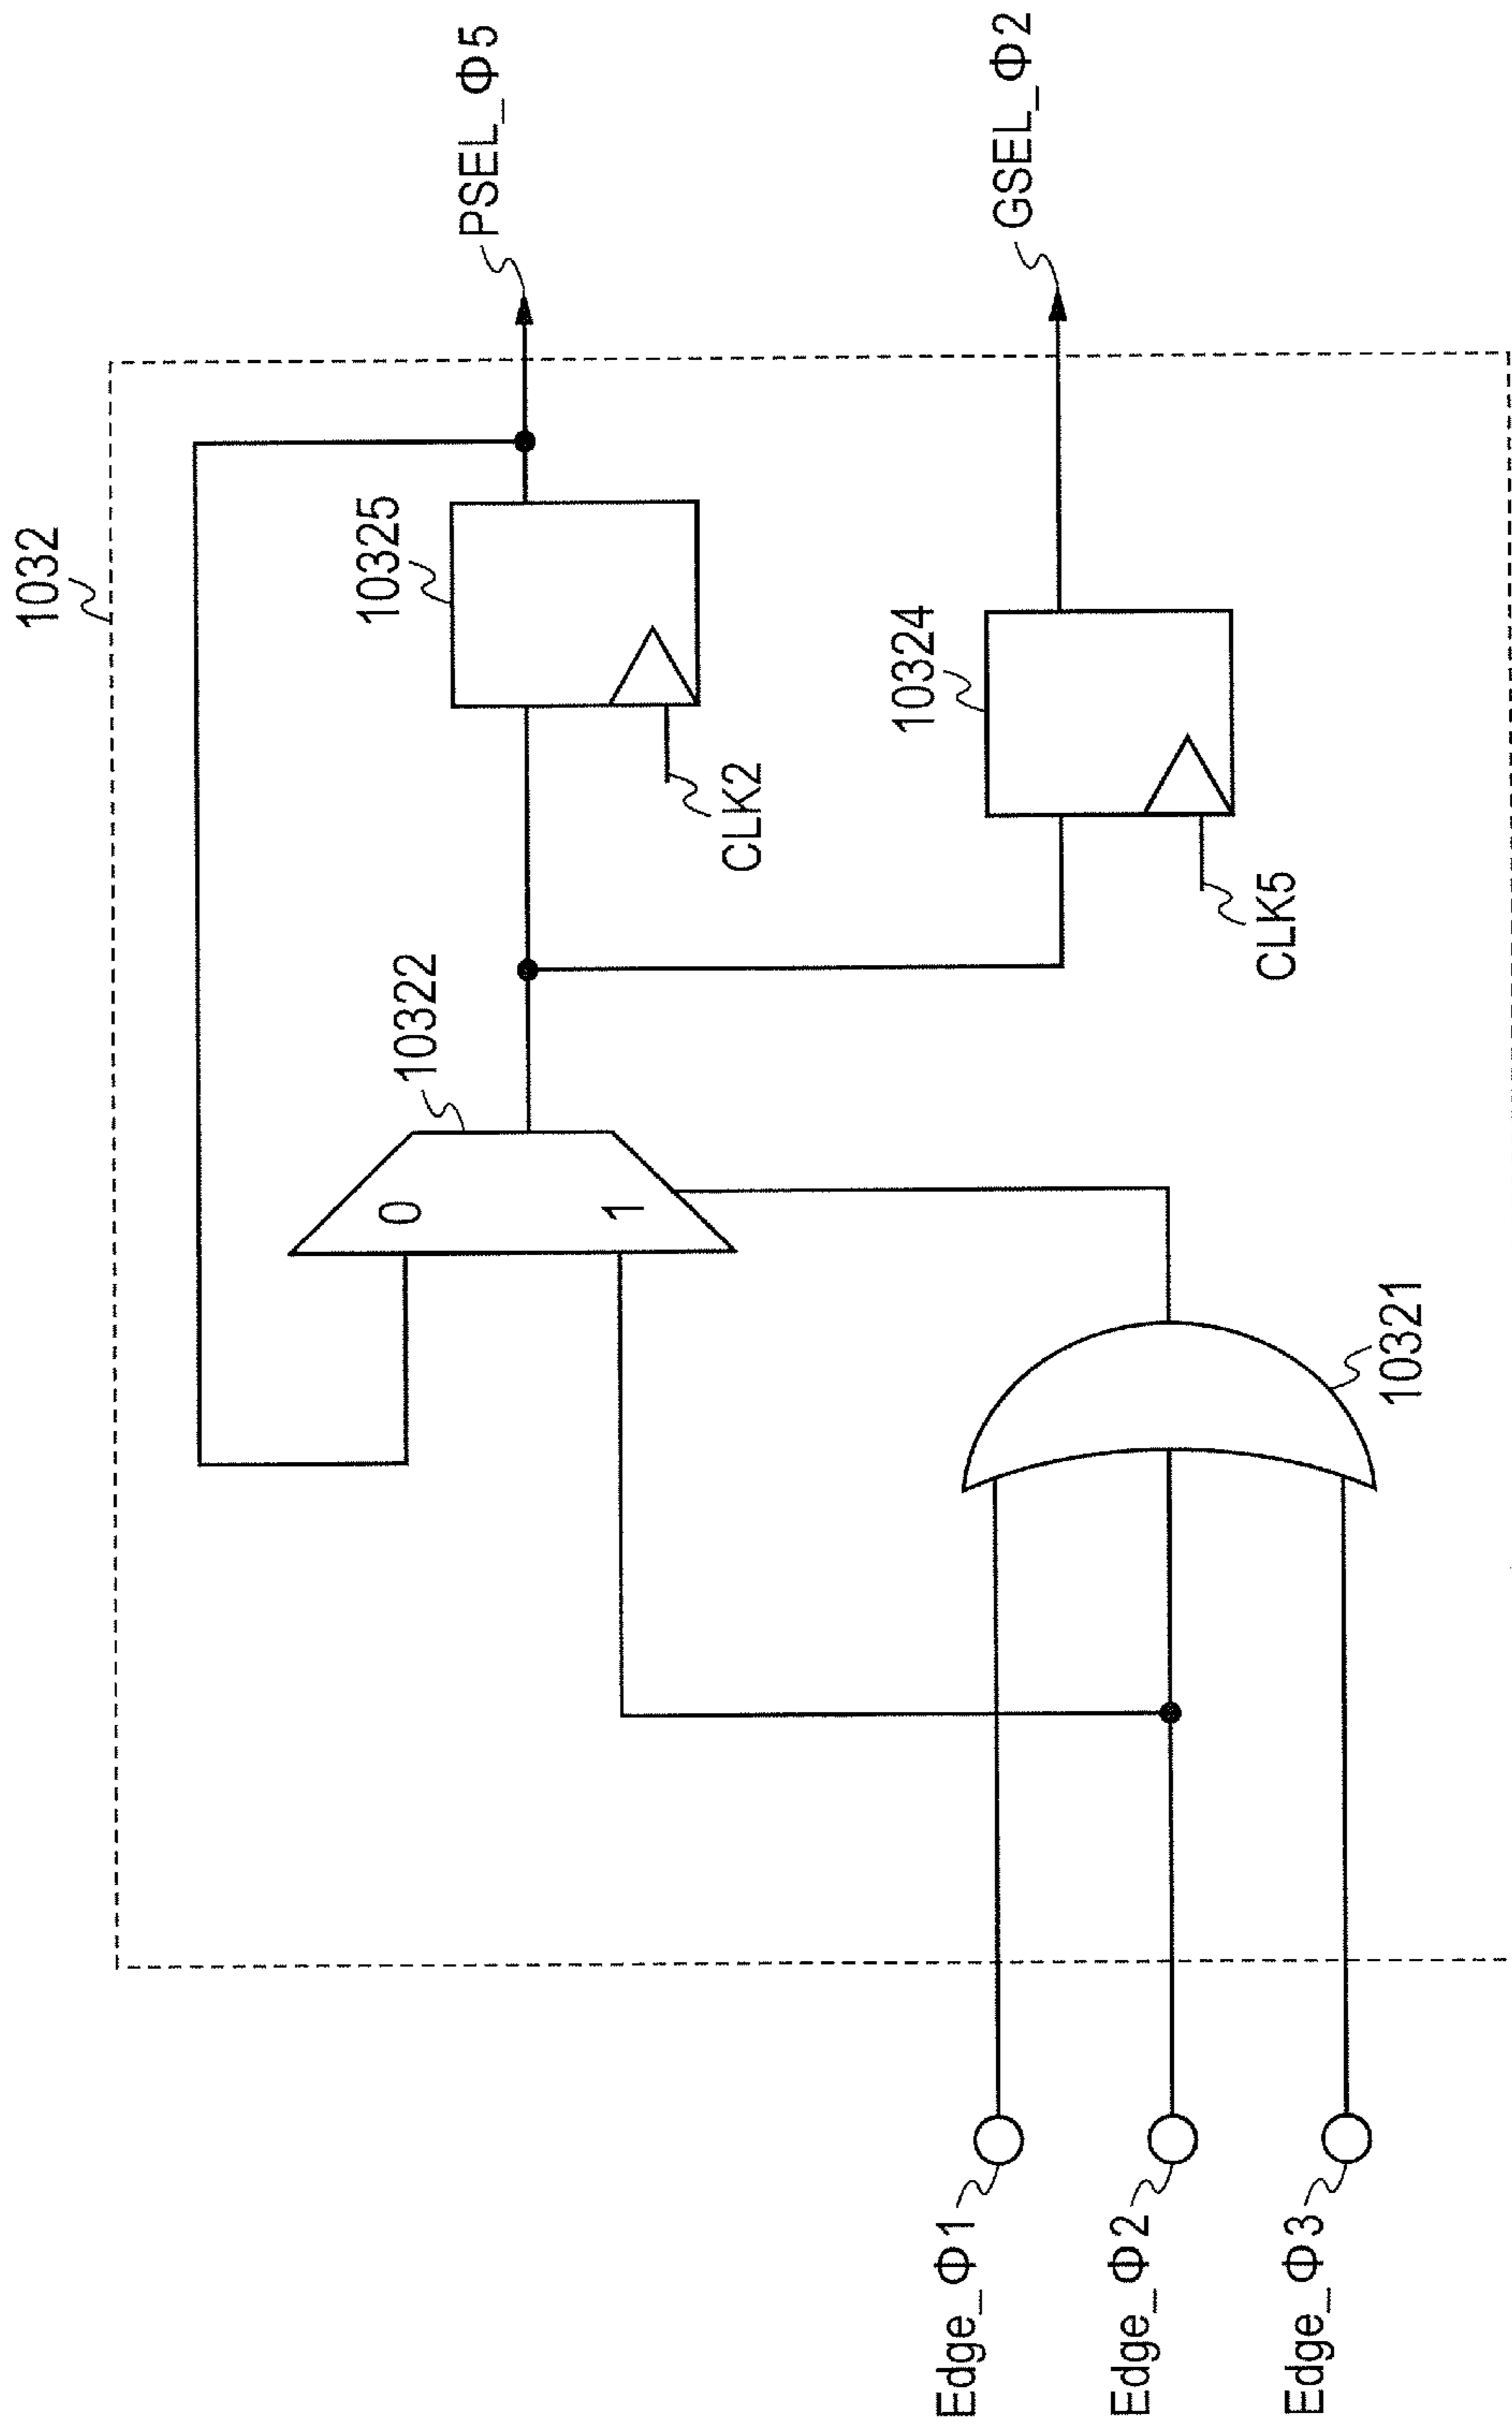 1032
PSEL_Φ5
10325
10322
0
1
CLK2
GSEL_Φ2
10324
CLK5
10321
Edge_Φ1
Edge_Φ2
Edge_Φ3